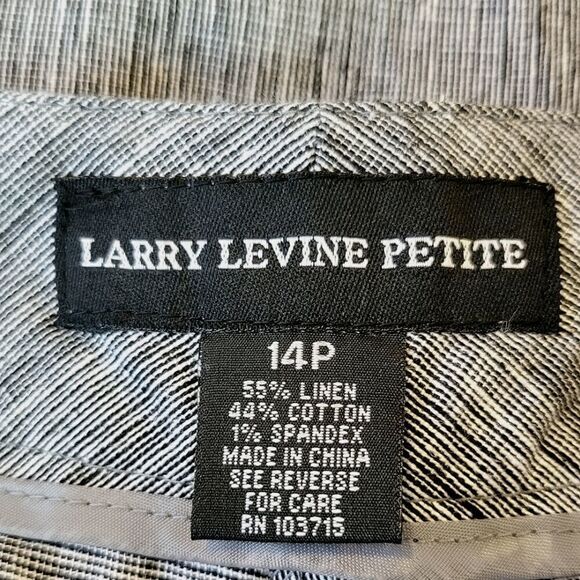 LARRY LEVINE PETITE
14P
55% LINEN
44% COTTON
1% SPANDEX
MADE IN CHINA
SEE REVERSE
FOR CARE
RN 103715